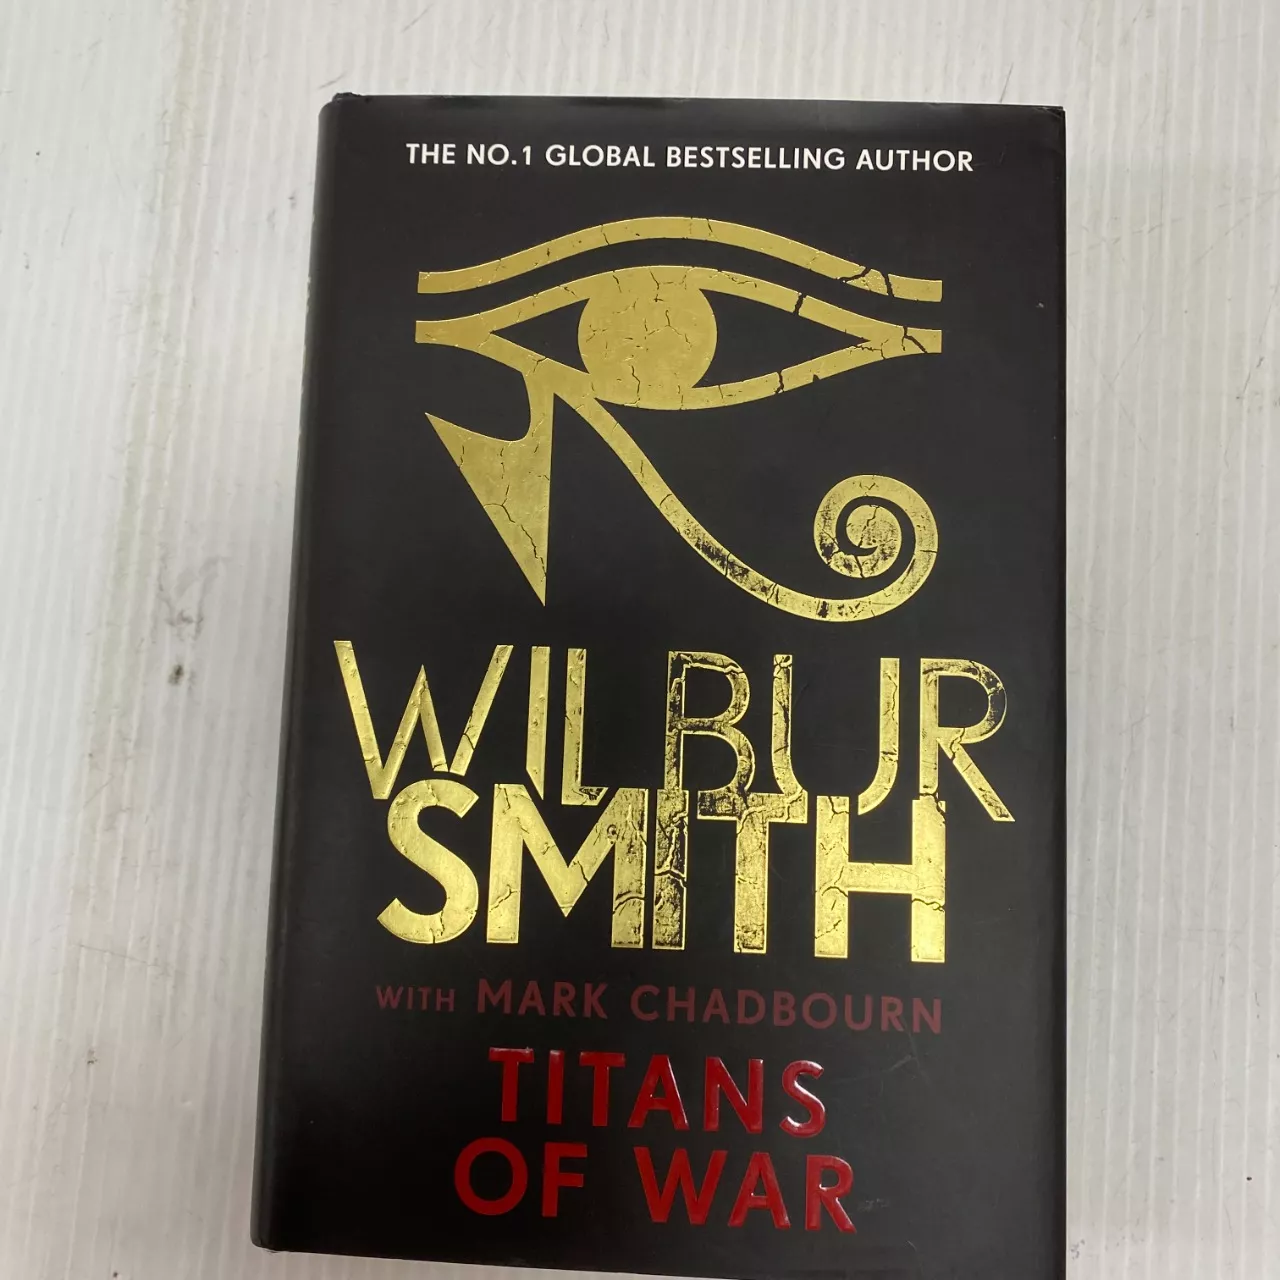 THE NO.1 GLOBAL BESTSELLING AUTHOR
WILBUR
SMITH
WITH MARK CHADBOURN
TITANS
OF WAR